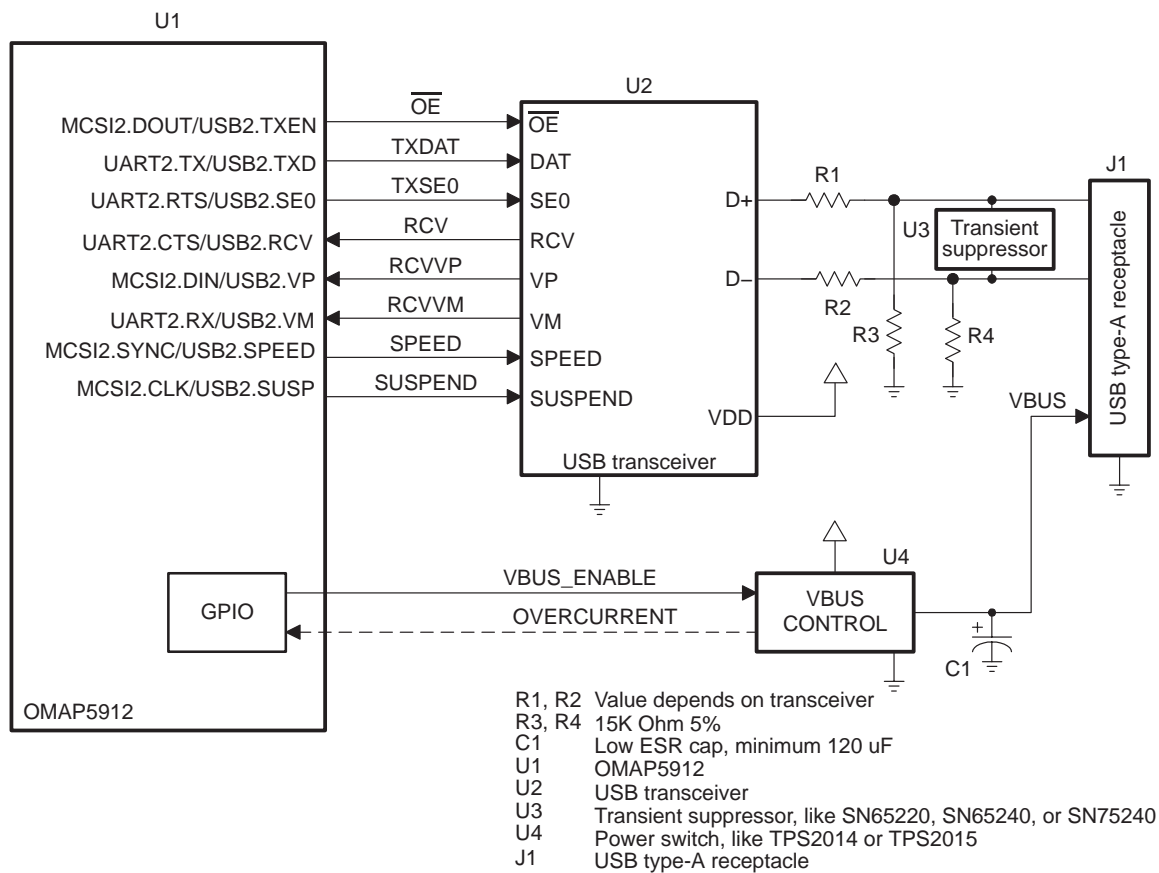 U1
MCSI2.DOUT/USB2.TXEN
UART2.TX/USB2.TXD
UART2.RTS/USB2.SE0
UART2.CTS/USB2.RCV
MCSI2.DIN/USB2.VP
UART2.RX/USB2.VM
MCSI2.SYNC/USB2.SPEED
MCSI2.CLK/USB2.SUSP
GPIO
OMAP5912
OE
TXDAT
TXSE0
RCV
RCVVP
RCVVM
SPEED
SUSPEND
VBUS_ENABLE
OVERCURRENT
U2
OE
DAT
SE0
RCV
VP
VM
SPEED
SUSPEND
D+
D−
VDD
USB transceiver
R1
R2
R3
R4
U3
Transient
suppressor
J1
USB type-A receptacle
VBUS
U4
VBUS
CONTROL
+
C1
R1, R2 Value depends on transceiver
R3, R4 15K Ohm 5%
C1 Low ESR cap, minimum 120 uF
U1 OMAP5912
U2 USB transceiver
U3 Transient suppressor, like SN65220, SN65240, or SN75240
U4 Power switch, like TPS2014 or TPS2015
J1 USB type-A receptacle